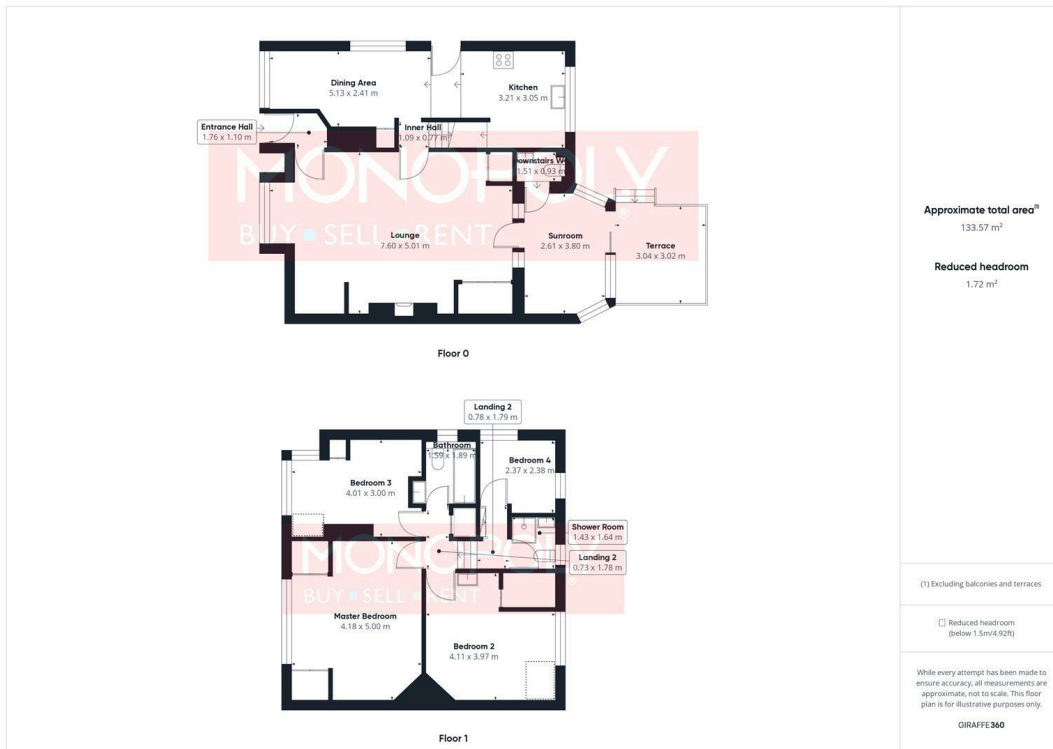 Dining Area
5.13 x 2.41 m
Kitchen
3.21 x 3.05 m
Entrance Hall
1.76 x 1.10 m
Inner Hall
1.09 x 0.77 m
1.51 x 0.93 m
MONOPOLY
®
BUY SELL RENT
Lounge
7.60 x 5.01 m
Sunroom
2.61 x 3.80 m
Terrace
3.04 x 3.02 m
Floor 0
Landing 2
0.78 x 1.79 m
Bathroom
1.59 x 1.89 m
Bedroom 4
2.37 x 2.38 m
Bedroom 3
4.01 x 3.00 m
Shower Room
1.43 x 1.64 m
Landing 2
0.73 x 1.78 m
MONOPOLY
BUY SELL RENT
Master Bedroom
4.18 x 5.00 m
Bedroom 2
4.11 x 3.97 m
Floor 1
Approximate total area(1)
133.57 m²
Reduced headroom
1.72 m²
(1) Excluding balconies and terraces
Reduced headroom
(below 1.5m/4.92ft)
While every attempt has been made to
ensure accuracy, all measurements are
approximate, not to scale. This floor
plan is for illustrative purposes only.
GIRAFFE360